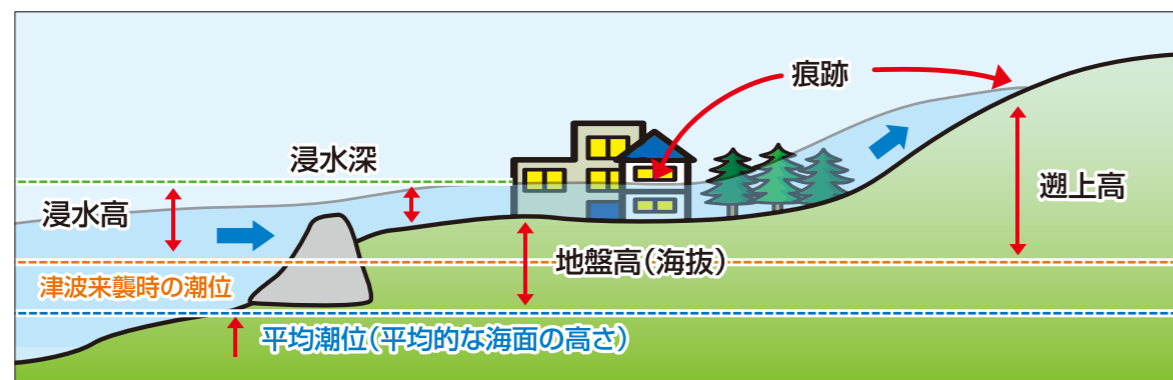 痕跡
浸水深
浸水高
遡上高
地盤高(海抜)
津波来襲時の潮位
平均潮位(平均的な海面の高さ)